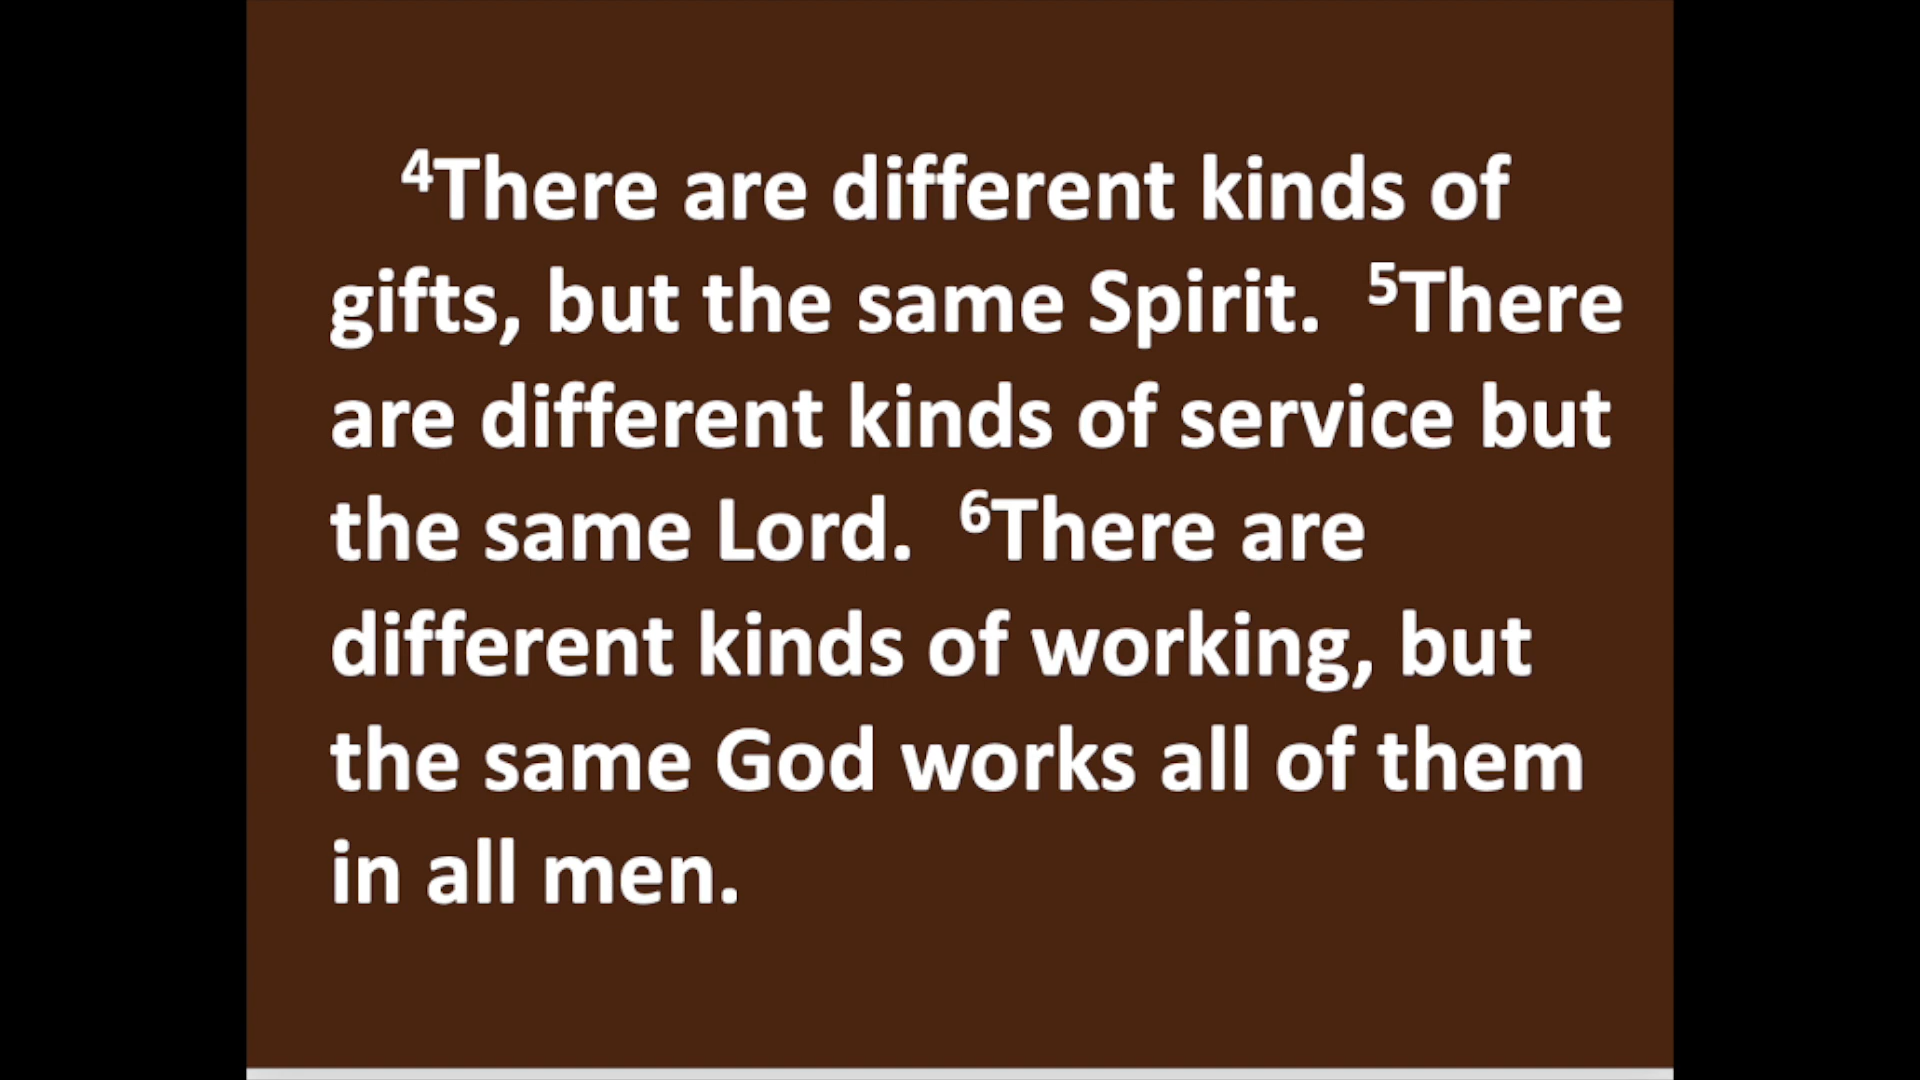 ⁴There are different kinds of
gifts, but the same Spirit.  ⁵There
are different kinds of service but
the same Lord.  ⁶There are
different kinds of working, but
the same God works all of them
in all men.